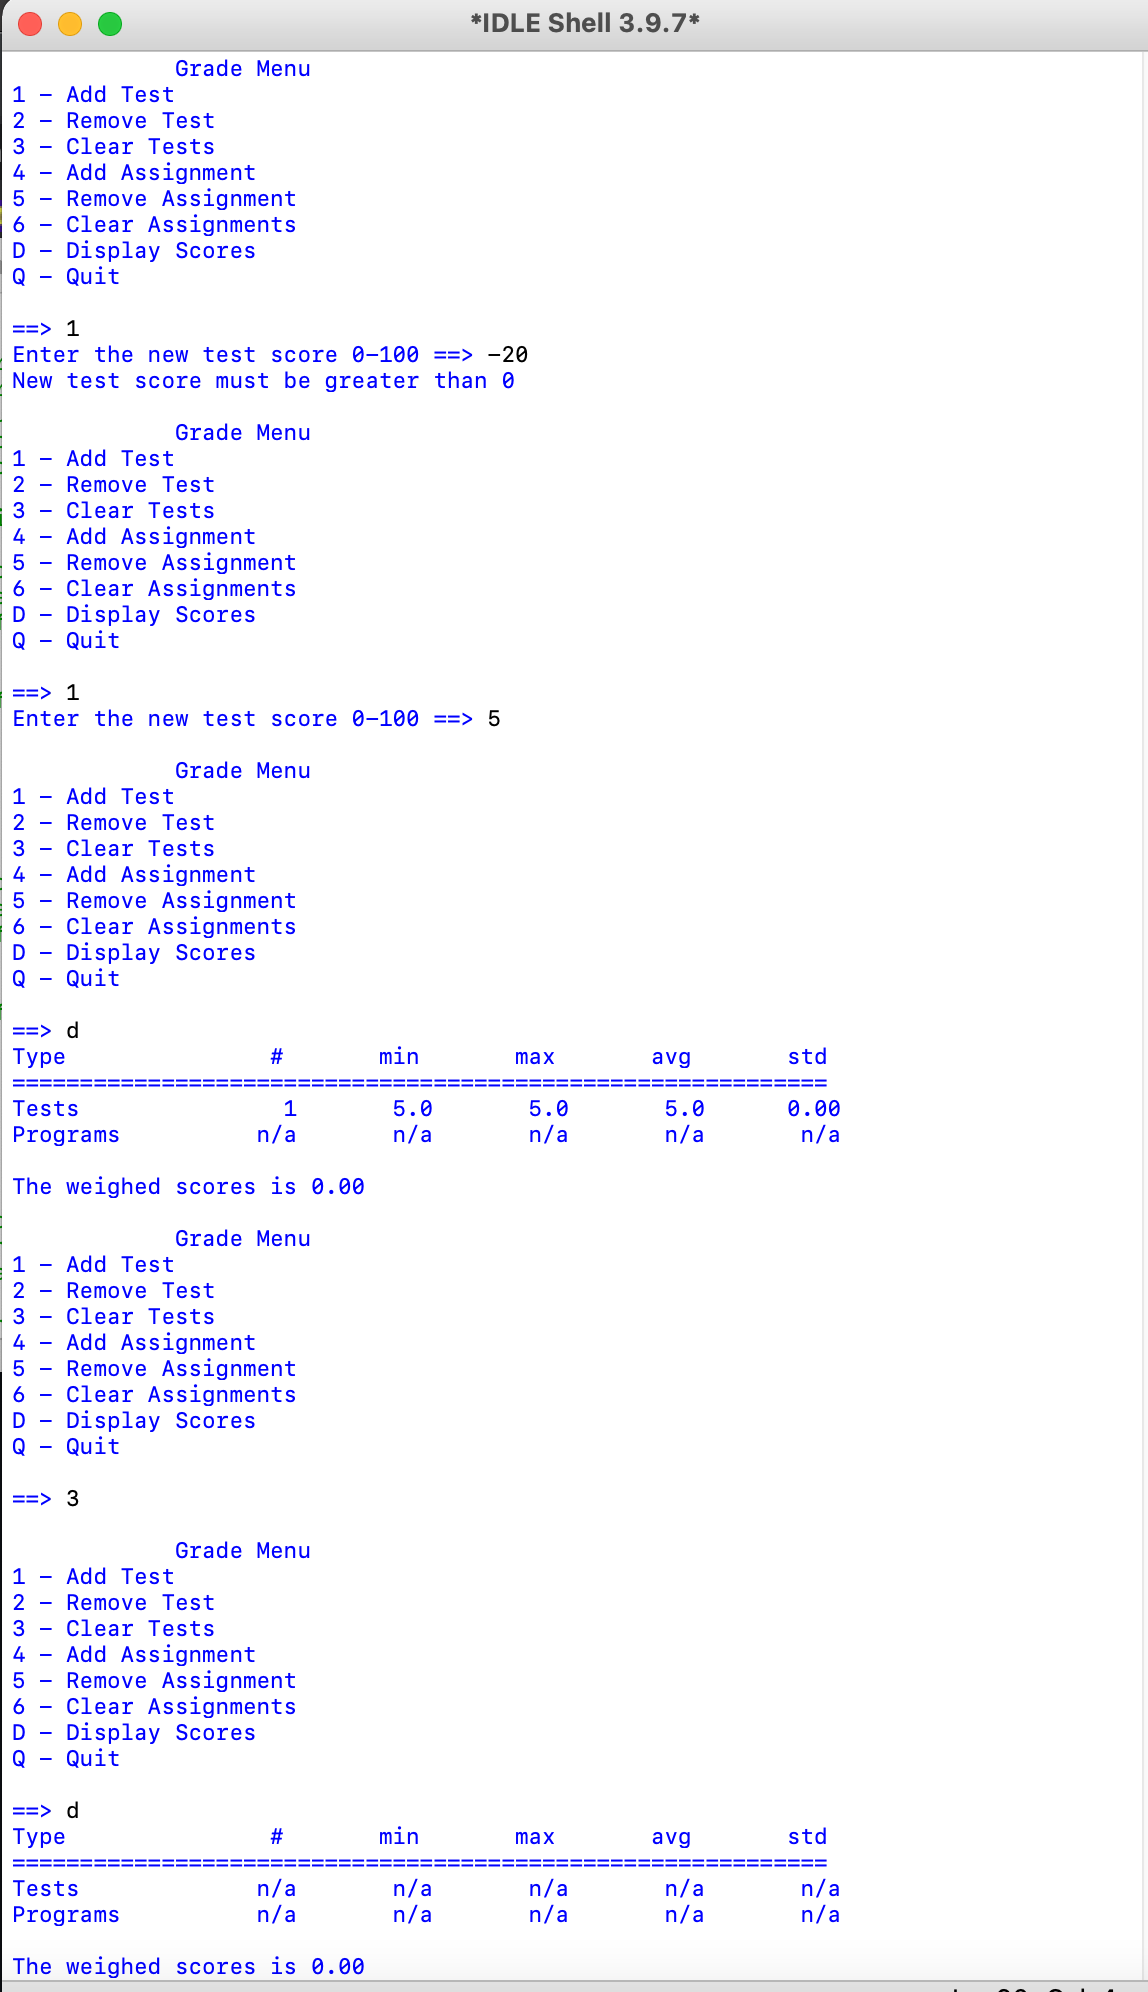 *IDLE Shell 3.9.7*
Grade Menu
1 – Add Test
2 – Remove Test
3 – Clear Tests
4 – Add Assignment
5 – Remove Assignment
6 – Clear Assignments
D – Display Scores
Q – Quit
==> 1
Enter the new test score 0–100 ==> –20
New test score must be greater than 0
Grade Menu
1 – Add Test
2 – Remove Test
3 – Clear Tests
4 – Add Assignment
5 – Remove Assignment
6 – Clear Assignments
D – Display Scores
Q – Quit
==> 1
Enter the new test score 0–100 ==> 5
Grade Menu
1 – Add Test
2 – Remove Test
3 – Clear Tests
4 – Add Assignment
5 – Remove Assignment
6 – Clear Assignments
D – Display Scores
Q – Quit
==> d
Type # min max avg std
============================================================
Tests 1 5.0 5.0 5.0 0.00
Programs n/a n/a n/a n/a n/a
The weighed scores is 0.00
Grade Menu
1 – Add Test
2 – Remove Test
3 – Clear Tests
4 – Add Assignment
5 – Remove Assignment
6 – Clear Assignments
D – Display Scores
Q – Quit
==> 3
Grade Menu
1 – Add Test
2 – Remove Test
3 – Clear Tests
4 – Add Assignment
5 – Remove Assignment
6 – Clear Assignments
D – Display Scores
Q – Quit
==> d
Type # min max avg std
============================================================
Tests n/a n/a n/a n/a n/a
Programs n/a n/a n/a n/a n/a
The weighed scores is 0.00